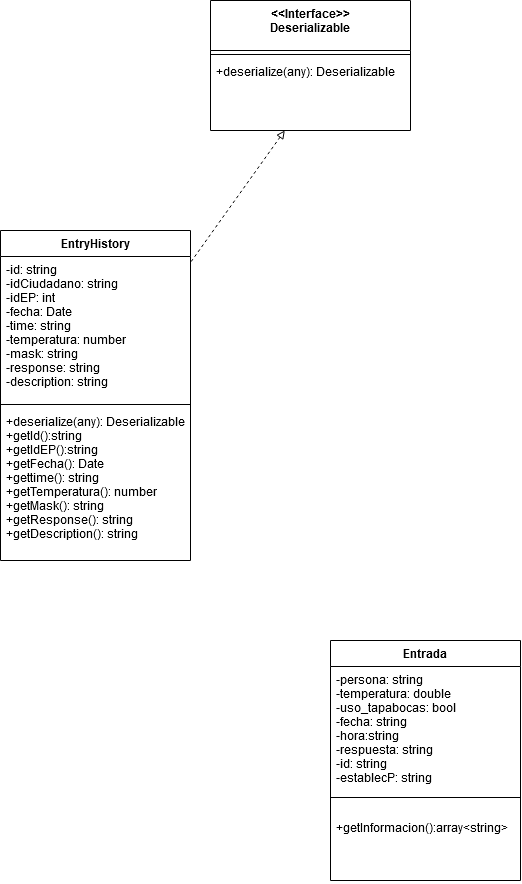 <<Interface>>
Deserializable
+deserialize(any): Deserializable
EntryHistory
-id: string
-idCiudadano: string
-idEP: int
-fecha: Date
-time: string
-temperatura: number
-mask: string
-response: string
-description: string
+deserialize(any): Deserializable
+getId():string
+getIdEP():string
+getFecha(): Date
+gettime(): string
+getTemperatura(): number
+getMask(): string
+getResponse(): string
+getDescription(): string
Entrada
-persona: string
-temperatura: double
-uso_tapabocas: bool
-fecha: string
-hora:string
-respuesta: string
-id: string
-establecP: string
+getInformacion():array<string>